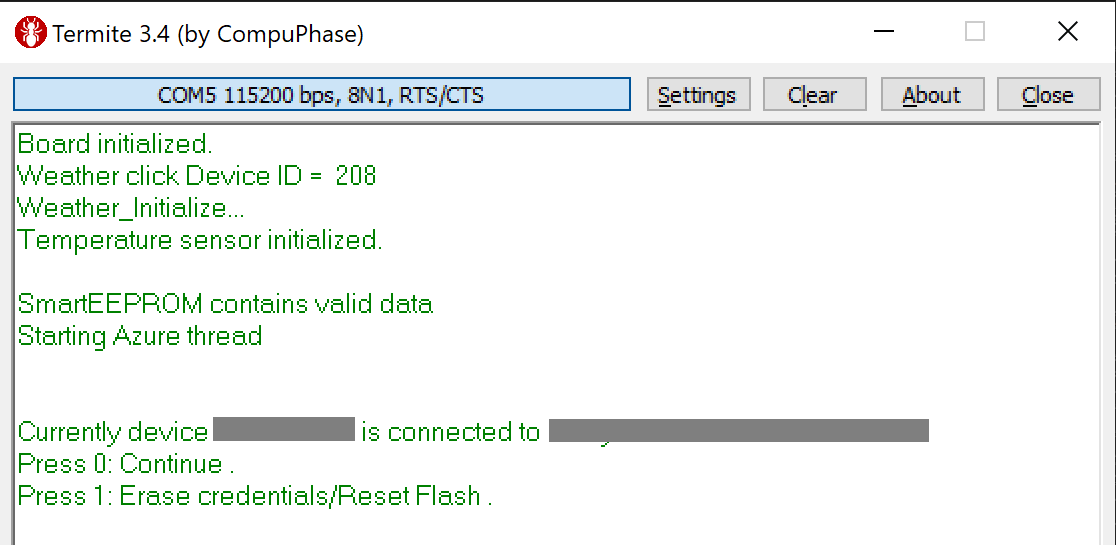 Termite 3.4 (by CompuPhase)
COM5 115200 bps, 8N1, RTS/CTS Settings Clear About Close
Board initialized.
Weather click Device ID =  208
Weather_Initialize...
Temperature sensor initialized.
SmartEEPROM contains valid data
Starting Azure thread
Currently device is connected to
Press 0: Continue .
Press 1: Erase credentials/Reset Flash .